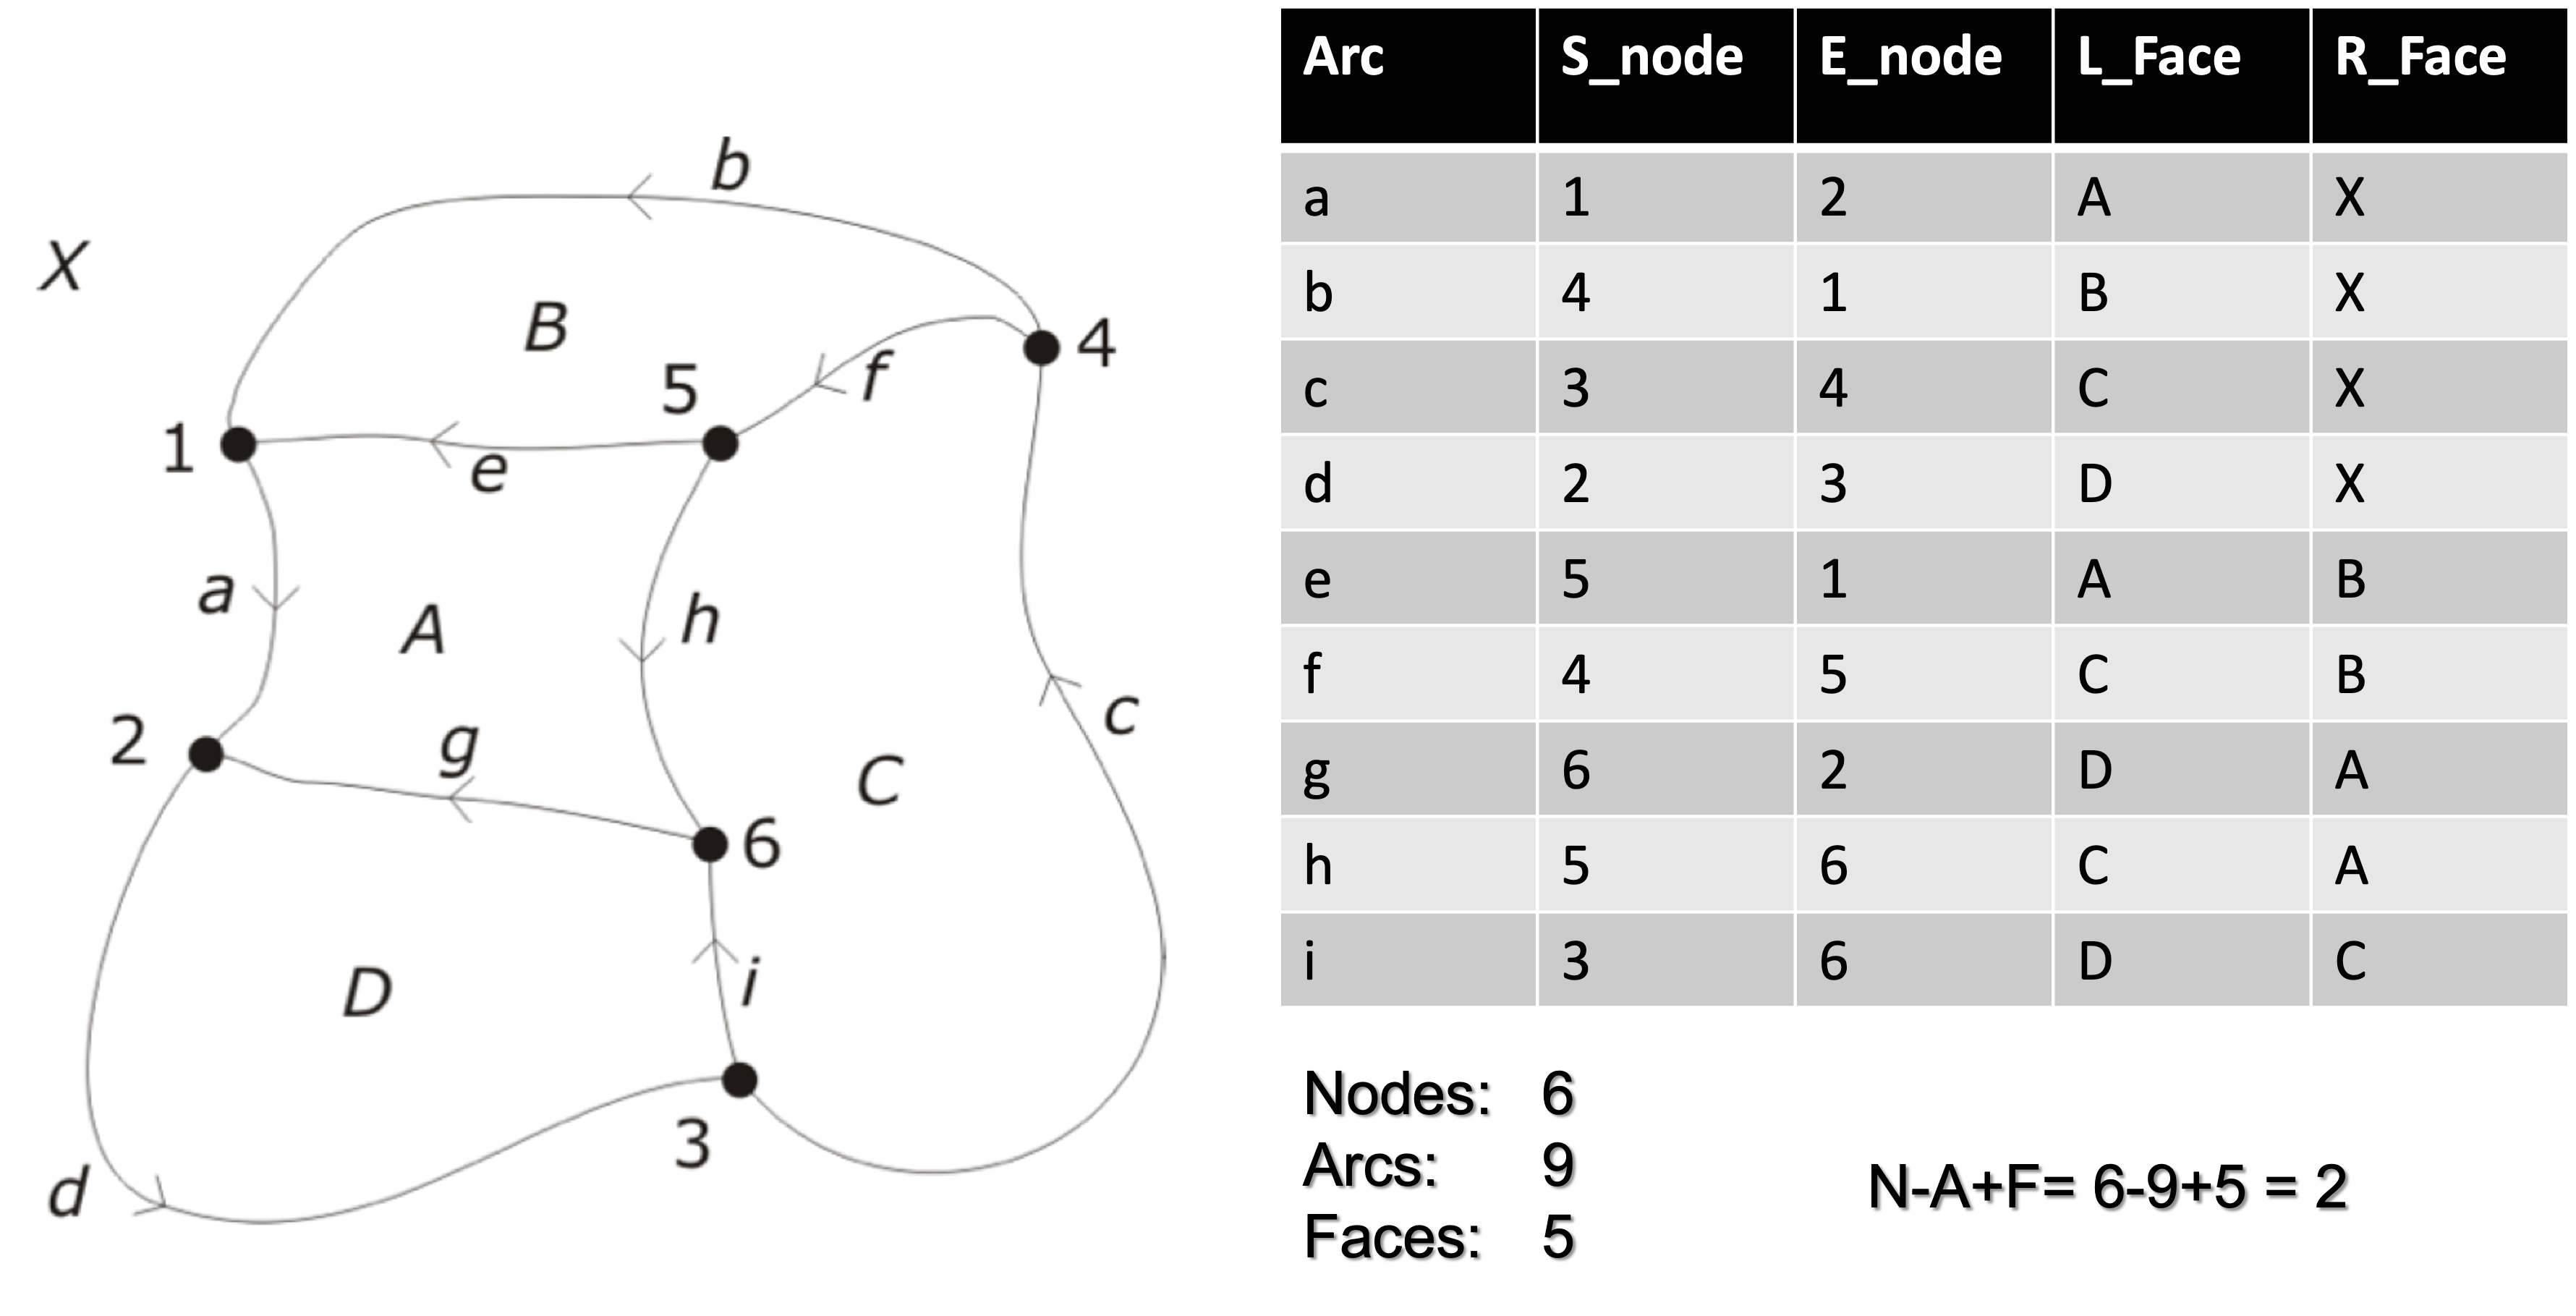 b
X
B
4
5
f
1
e
a
A
h
2
g
c
C
6
D
i
3
d
Arc S_node E_node L_Face R_Face
a 1 2 A X
b 4 1 B X
c 3 4 C X
d 2 3 D X
e 5 1 A B
f 4 5 C B
g 6 2 D A
h 5 6 C A
i 3 6 D C
Nodes: 6
Arcs: 9
Faces: 5
N-A+F= 6-9+5 = 2